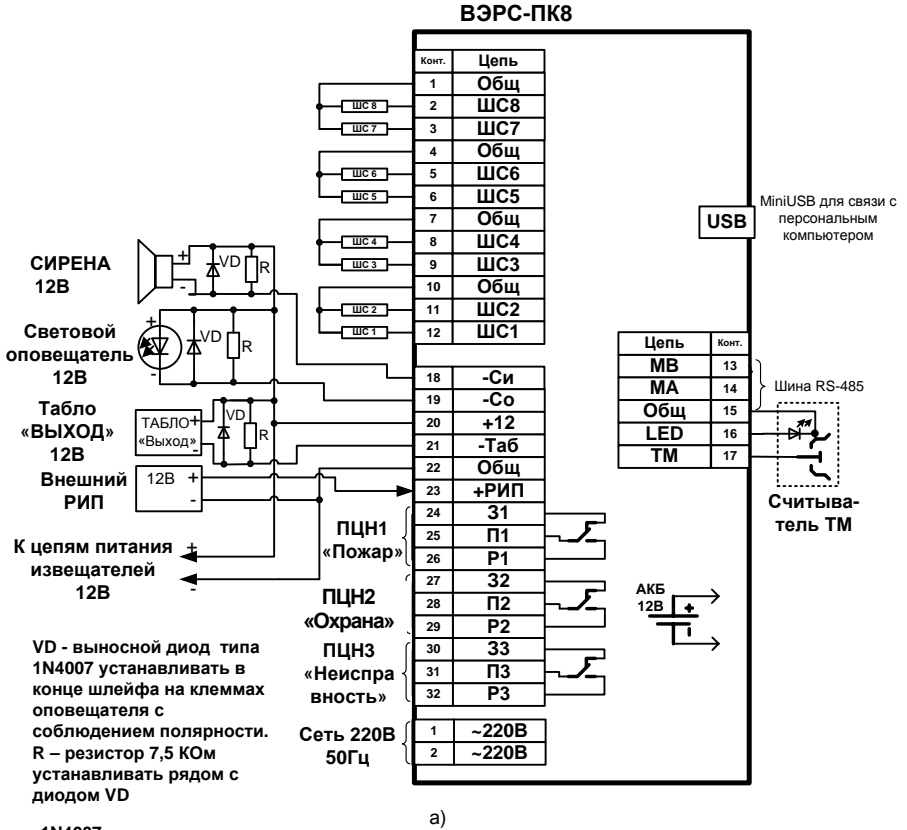 ВЭРС-ПК8
Конт. Цепь
1 Общ
ШС 8 2 ШС8
ШС 7 3 ШС7
4 Общ
ШС 6 5 ШС6
ШС 5 6 ШС5
7 Общ
ШС 4 8 ШС4
ШС 3 9 ШС3
10 Общ
ШС 2 11 ШС2
ШС 1 12 ШС1
18 -Си
19 -Со
20 +12
21 -Таб
22 Общ
23 +РИП
24 З1
25 П1
26 Р1
27 З2
28 П2
29 Р2
30 З3
31 П3
32 Р3
1 ~220В
2 ~220В
СИРЕНА
12В
+
-
VD
R
Световой
оповещатель
12В
+
-
VD
R
Табло
«ВЫХОД»
12В
ТАБЛО+
«Выход»
-
VD
R
Внешний
РИП
12В +
-
К цепям питания
извещателей
12В
+
-
ПЦН1
«Пожар»
ПЦН2
«Охрана»
ПЦН3
«Неиспра
вность»
Сеть 220В
50Гц
USB
MiniUSB для связи с
персональным
компьютером
Цепь Конт.
МВ 13
МА 14
Общ 15
LED 16
ТМ 17
Шина RS-485
Считыва-
тель ТМ
АКБ
12В
+
-
VD - выносной диод типа
1N4007 устанавливать в
конце шлейфа на клеммах
оповещателя с
соблюдением полярности.
R – резистор 7,5 КОм
устанавливать рядом с
диодом VD
а)